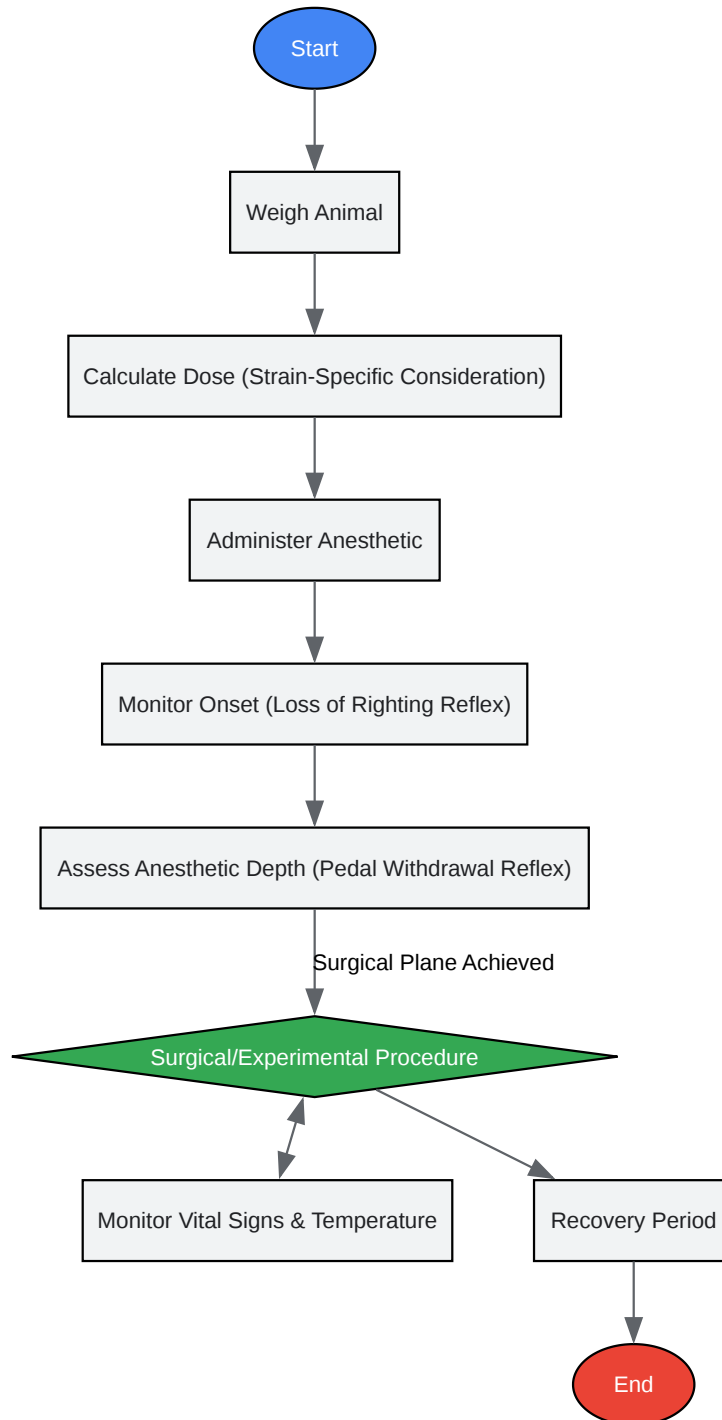 Start
Weigh Animal
Calculate Dose (Strain-Specific Consideration)
Administer Anesthetic
Monitor Onset (Loss of Righting Reflex)
Assess Anesthetic Depth (Pedal Withdrawal Reflex)
Surgical Plane Achieved
Surgical/Experimental Procedure
Monitor Vital Signs & Temperature
Recovery Period
End